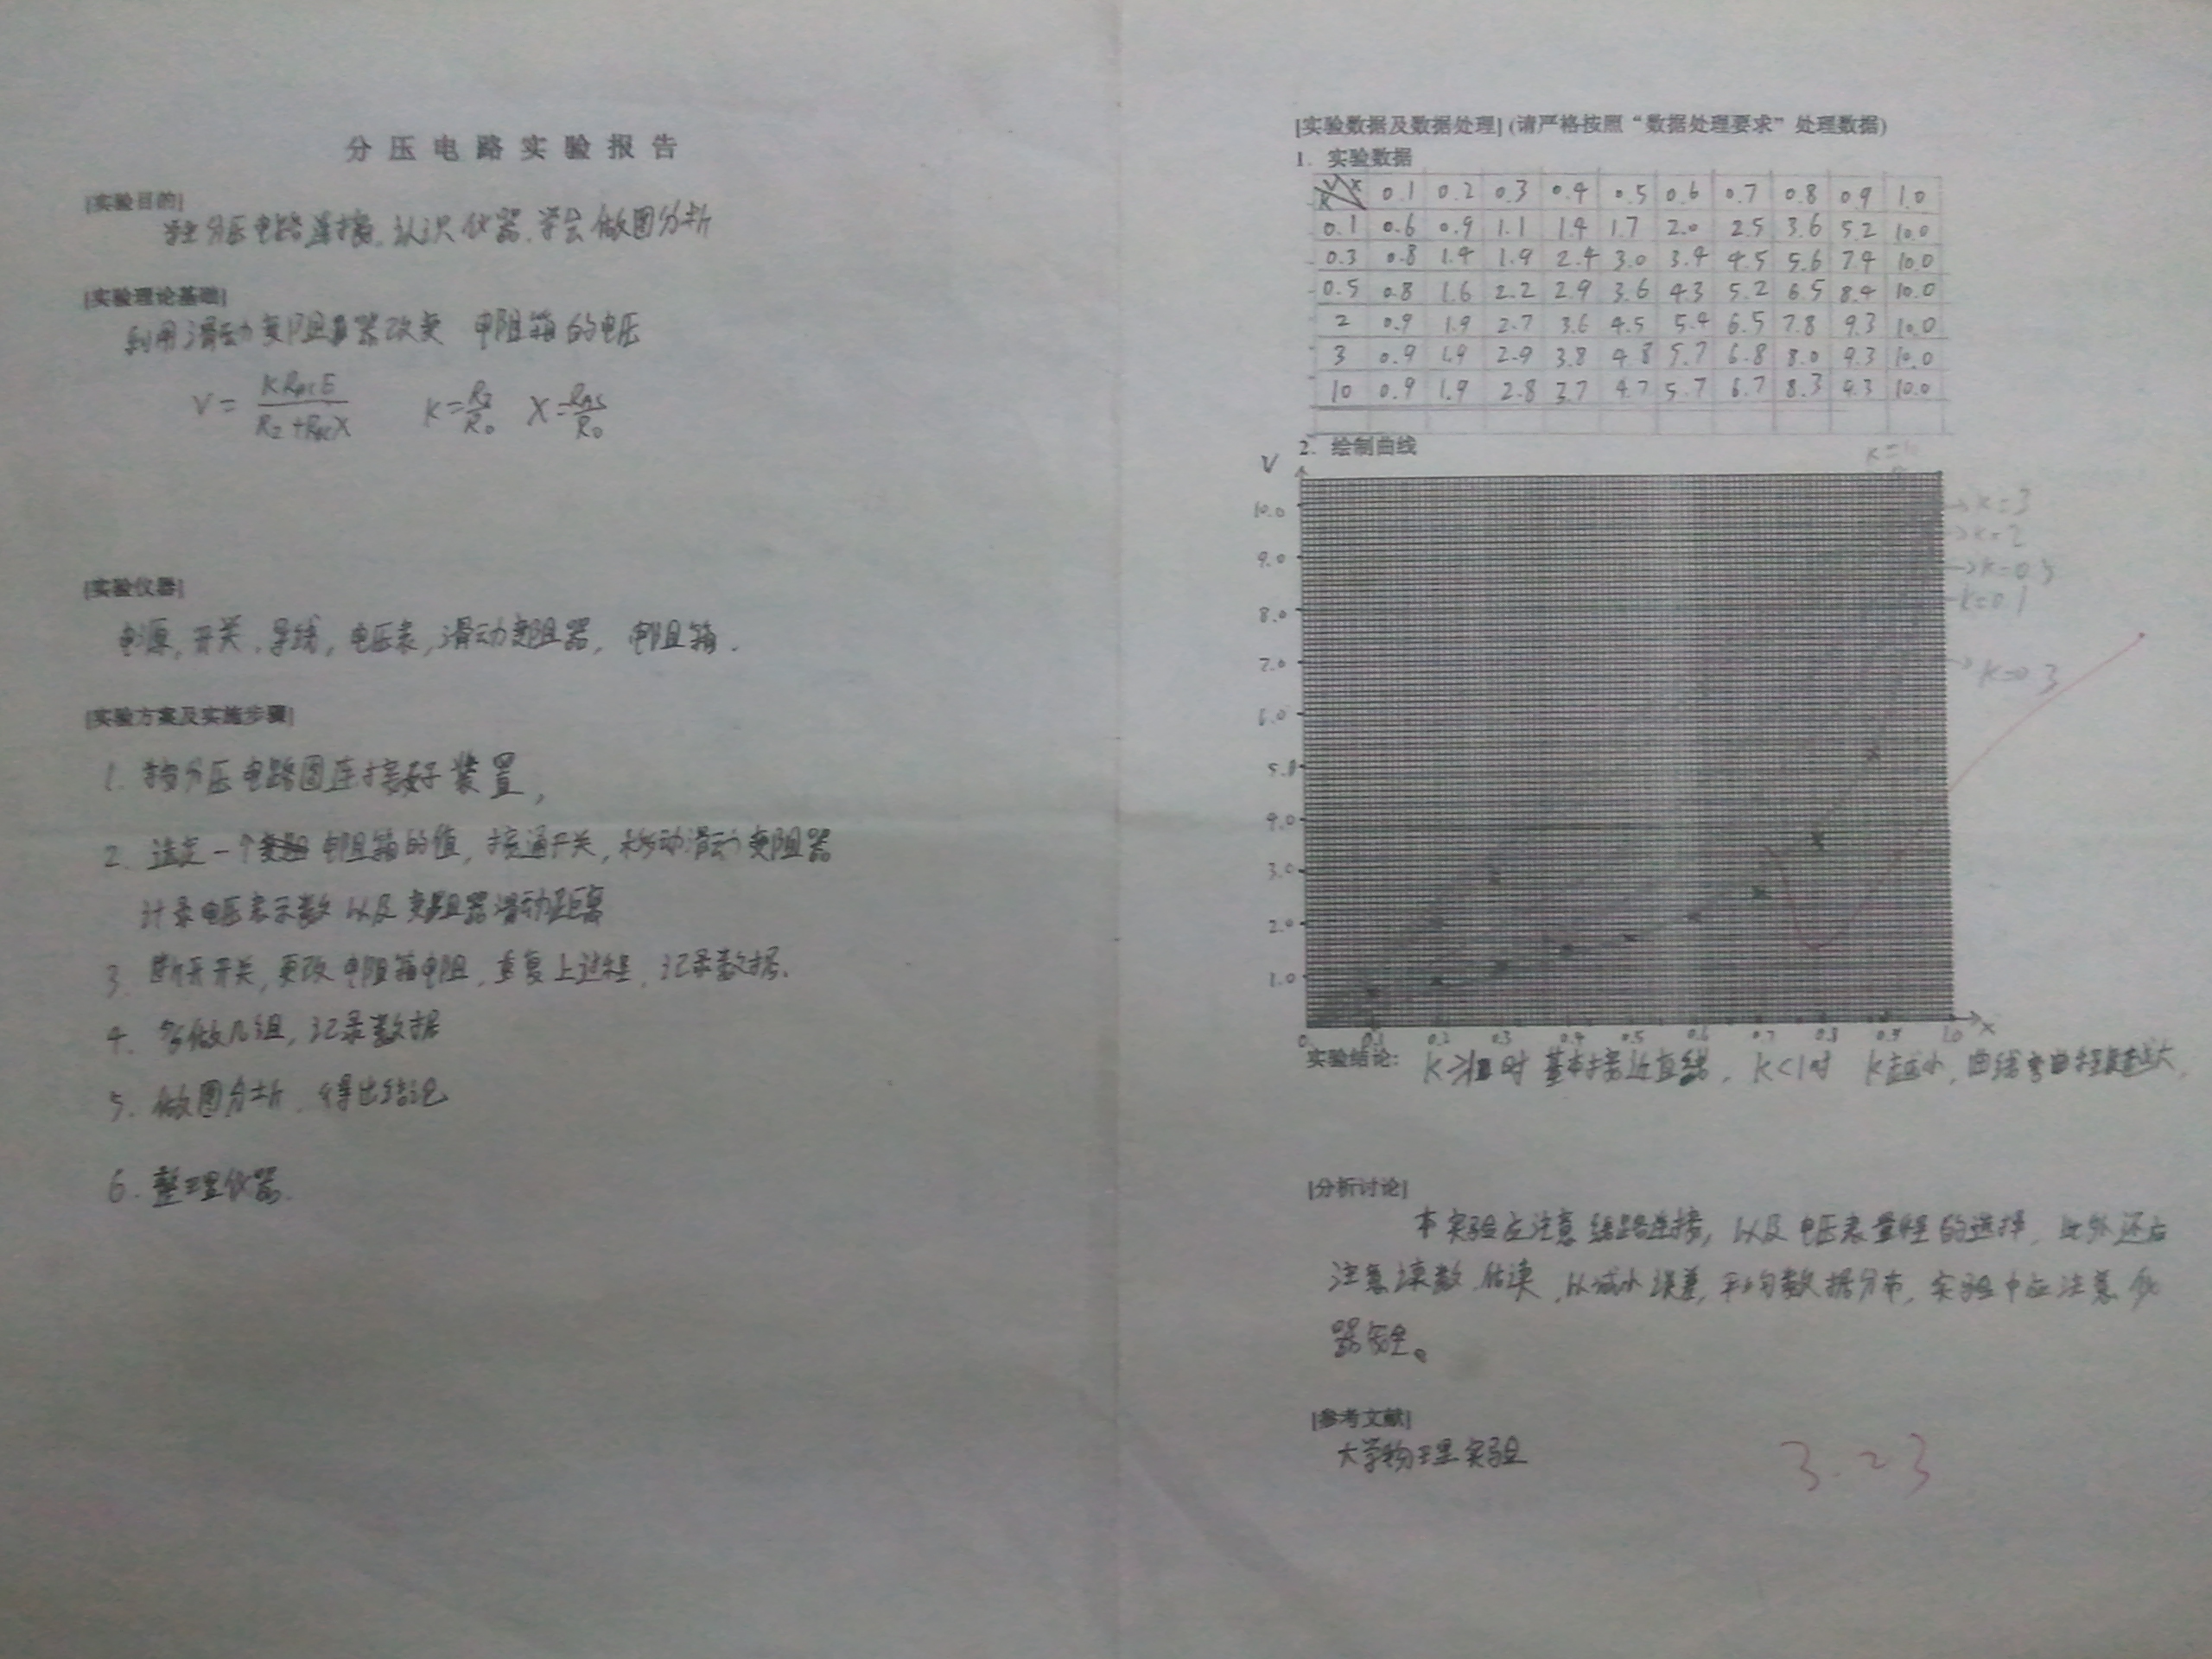 分压电路实验报告
[实验目的]
分压电路连接, 认识仪器, 学会做图分析
[实验理论基础]
利用滑动变阻器改变 电阻箱的电压
V = K R_{AC} E / (R_Z + R_{AC} X) K = R_Z / R_0 X = R_{AC} / R_0
[实验仪器]
电源, 开关, 导线, 电压表, 滑动变阻器, 电阻箱.
[实验方案及实施步骤]
1. 按分压电路图连接好装置,
2. 选定一个电阻箱的值, 接通开关, 移动滑动变阻器
计录电压表示数以及变阻器滑动距离
3. 断开开关, 更改电阻箱电阻, 重复上过程, 记录数据.
4. 多做几组, 记录数据
5. 做图分析, 得出结论
6. 整理仪器.
[实验数据及数据处理] (请严格按照“数据处理要求”处理数据)
1. 实验数据
V X K 0.1 0.2 0.3 0.4 0.5 0.6 0.7 0.8 0.9 1.0
0.1 0.6 0.9 1.1 1.4 1.7 2.0 2.5 3.6 5.2 10.0
0.3 0.8 1.4 1.9 2.4 3.0 3.4 4.5 5.6 7.4 10.0
0.5 0.8 1.6 2.2 2.9 3.6 4.3 5.2 6.5 8.4 10.0
2 0.9 1.9 2.7 3.6 4.5 5.4 6.5 7.8 9.3 10.0
3 0.9 1.9 2.9 3.8 4.8 5.7 6.8 8.0 9.3 10.0
10 0.9 1.9 2.8 3.7 4.7 5.7 6.7 8.3 9.3 10.0
2. 绘制曲线
V
10.0 K=3
K=2
9.0 K=0.5
8.0 K=0.1
7.0 K=0.3
6.0
5.0
4.0
3.0
2.0
1.0
0 0.1 0.2 0.3 0.4 0.5 0.6 0.7 0.8 0.9 1.0 X
实验结论: 时基本接近直线, K<1时 K越小, 曲线弯曲程度越大,
[分析讨论]
本实验应注意线路连接, 以及电压表量程的选择, 此外还应
注意读数, 估读, 以减小误差, 平均数据分布, 实验中应注意仪
器安全。
[参考文献]
大学物理实验
3.23